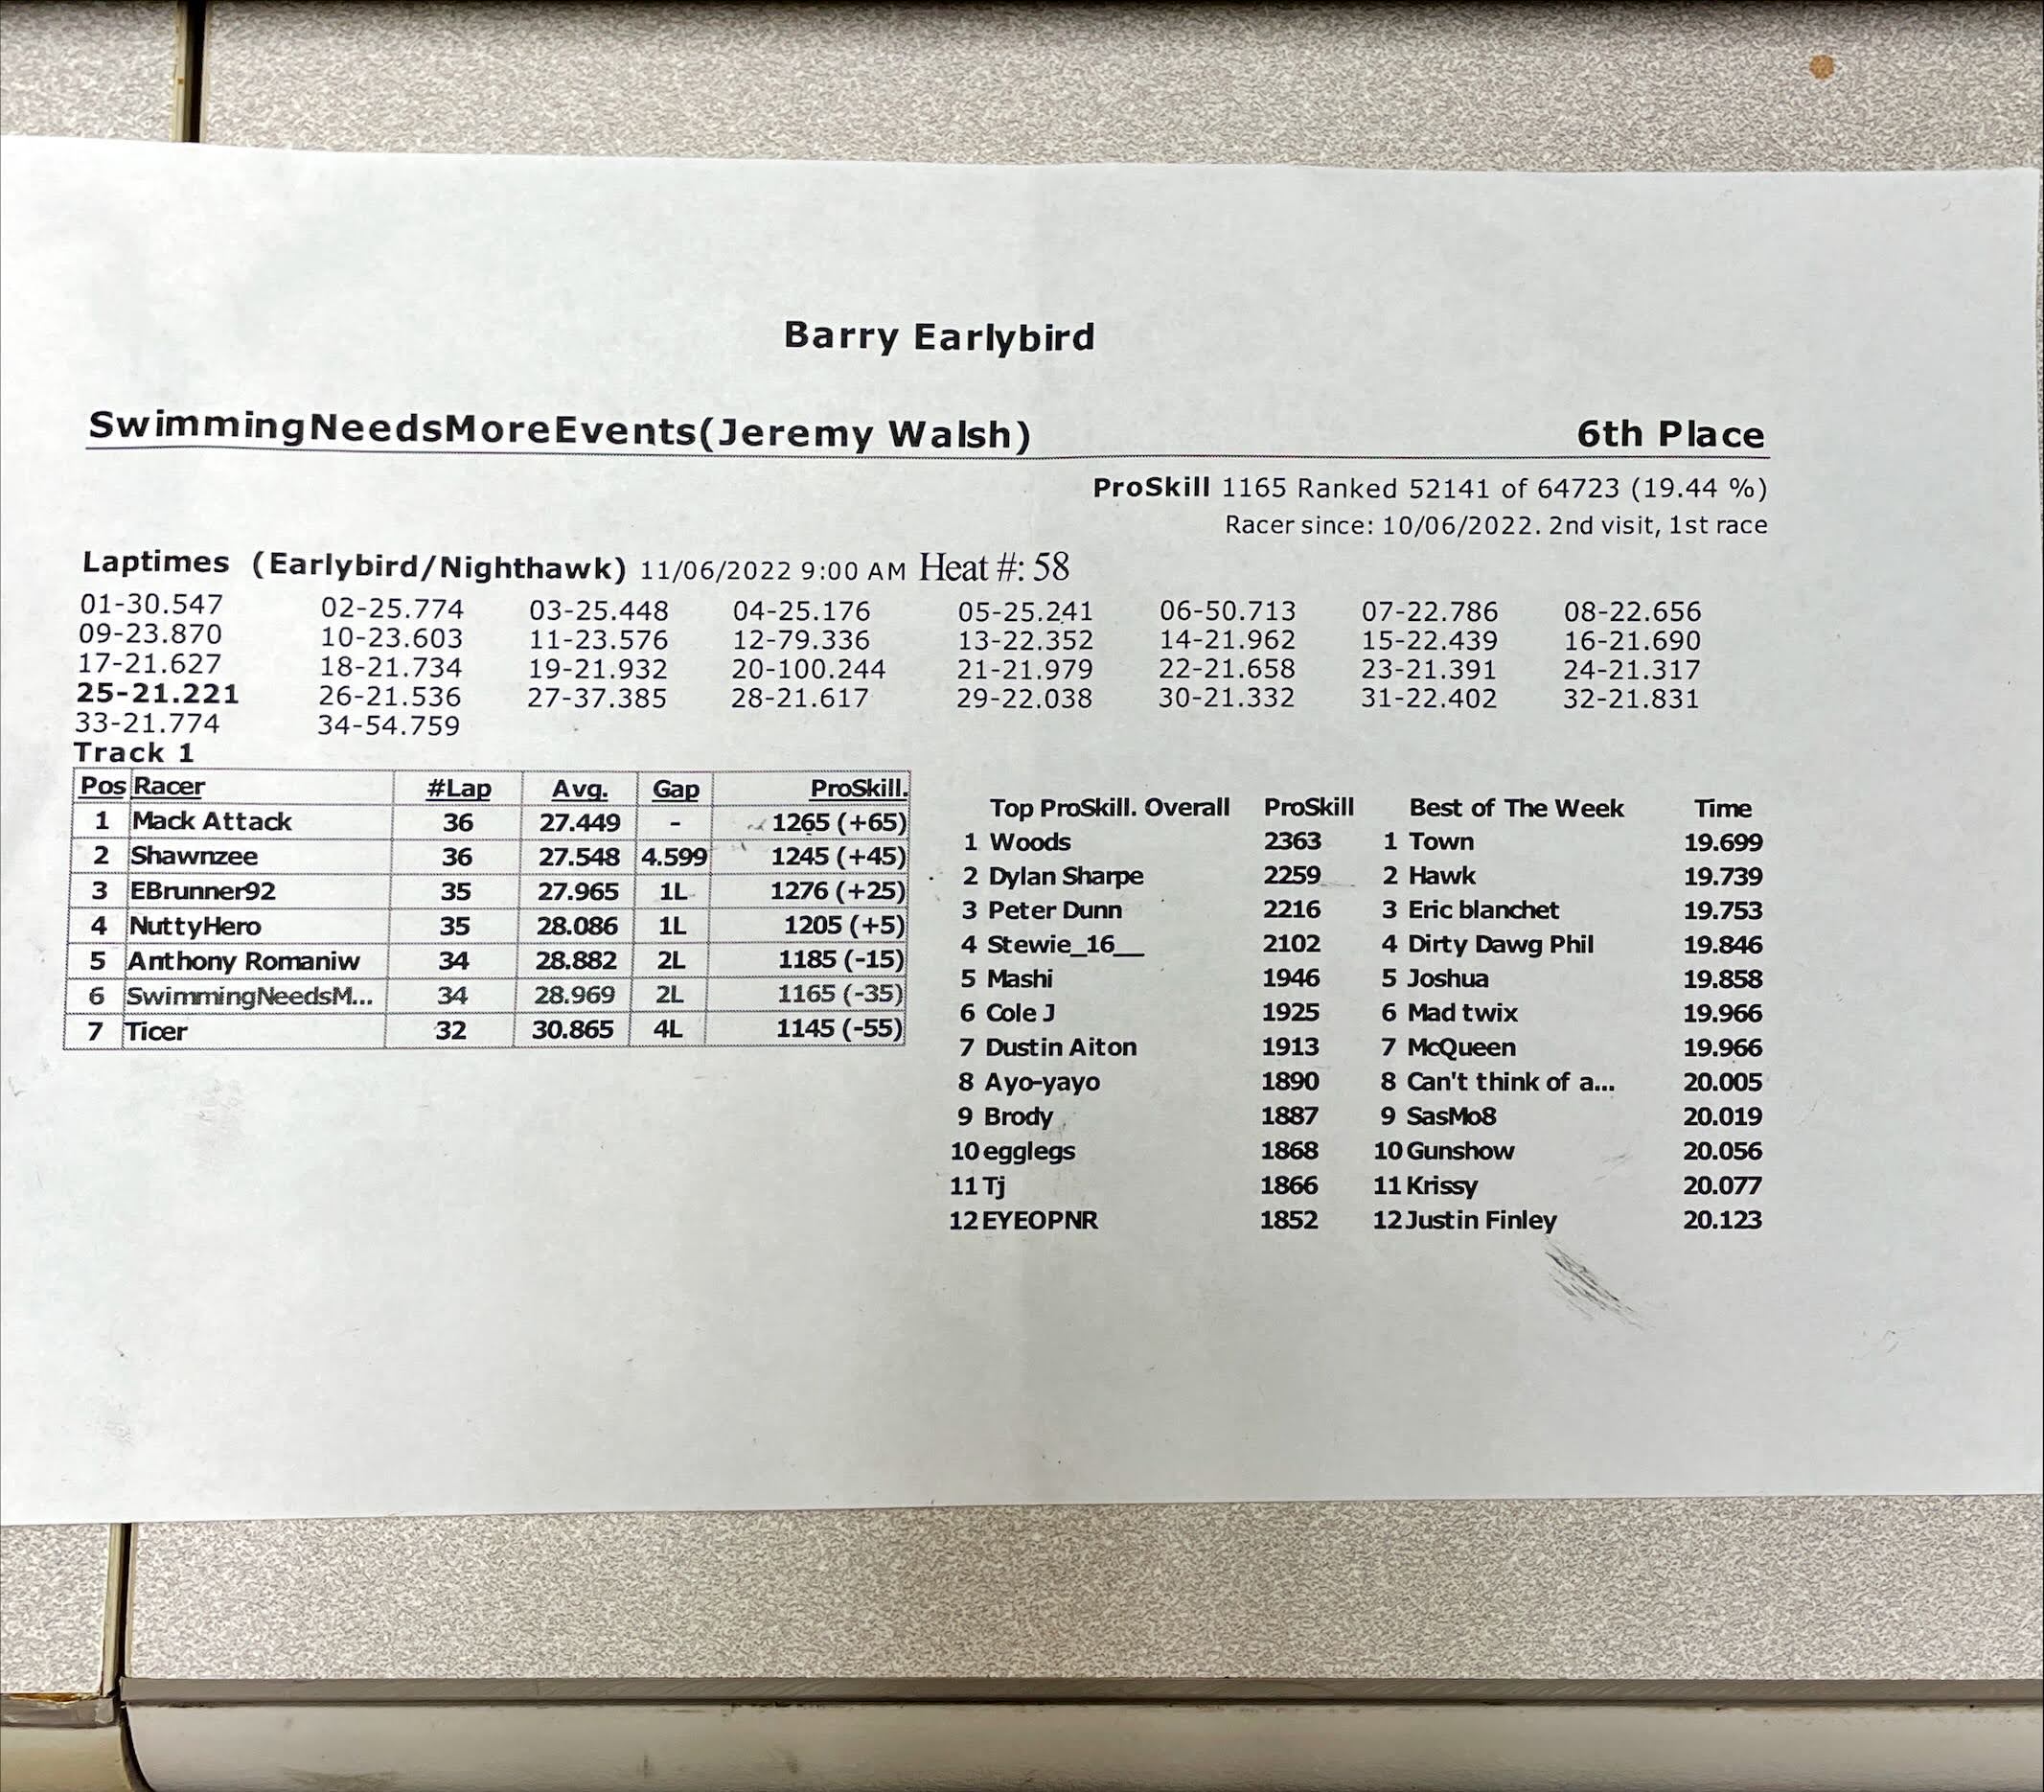 Barry Earlybird
SwimmingNeedsMoreEvents(Jeremy Walsh) 6th Place
ProSkill 1165 Ranked 52141 of 64723 (19.44 %)
Racer since: 10/06/2022. 2nd visit, 1st race
Laptimes (Earlybird/Nighthawk) 11/06/2022 9:00 AM Heat #: 58
01-30.547 02-25.774 03-25.448 04-25.176 05-25.241 06-50.713 07-22.786 08-22.656
09-23.870 10-23.603 11-23.576 12-79.336 13-22.352 14-21.962 15-22.439 16-21.690
17-21.627 18-21.734 19-21.932 20-100.244 21-21.979 22-21.658 23-21.391 24-21.317
25-21.221 26-21.536 27-37.385 28-21.617 29-22.038 30-21.332 31-22.402 32-21.831
33-21.774 34-54.759
Track 1
Pos Racer #Lap Avg. Gap ProSkill.
1 Mack Attack 36 27.449 - 1265 (+65)
2 Shawnzee 36 27.548 4.599 1245 (+45)
3 EBrunner92 35 27.965 1L 1276 (+25)
4 NuttyHero 35 28.086 1L 1205 (+5)
5 Anthony Romaniw 34 28.882 2L 1185 (-15)
6 SwimmingNeedsM... 34 28.969 2L 1165 (-35)
7 Ticer 32 30.865 4L 1145 (-55)
Top ProSkill. Overall ProSkill Best of The Week Time
1 Woods 2363 1 Town 19.699
2 Dylan Sharpe 2259 2 Hawk 19.739
3 Peter Dunn 2216 3 Eric blanchet 19.753
4 Stewie_16__ 2102 4 Dirty Dawg Phil 19.846
5 Mashi 1946 5 Joshua 19.858
6 Cole J 1925 6 Mad twix 19.966
7 Dustin Aiton 1913 7 McQueen 19.966
8 Ayo-yayo 1890 8 Can't think of a... 20.005
9 Brody 1887 9 SasMo8 20.019
10 egglegs 1868 10 Gunshow 20.056
11 Tj 1866 11 Krissy 20.077
12 EYEOPNR 1852 12 Justin Finley 20.123